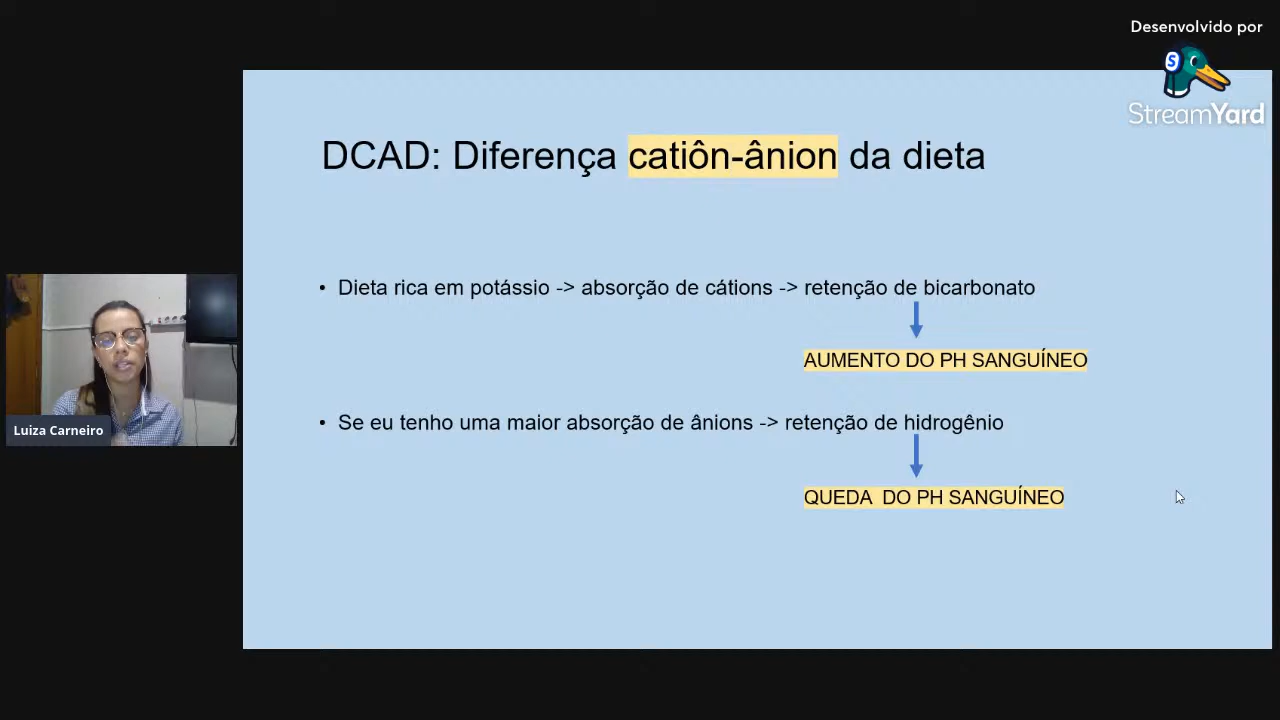 Desenvolvido por
StreamYard
DCAD: Diferença catiôn-ânion da dieta
• Dieta rica em potássio -> absorção de cátions -> retenção de bicarbonato
AUMENTO DO PH SANGUÍNEO
• Se eu tenho uma maior absorção de ânions -> retenção de hidrogênio
QUEDA  DO PH SANGUÍNEO
Luiza Carneiro